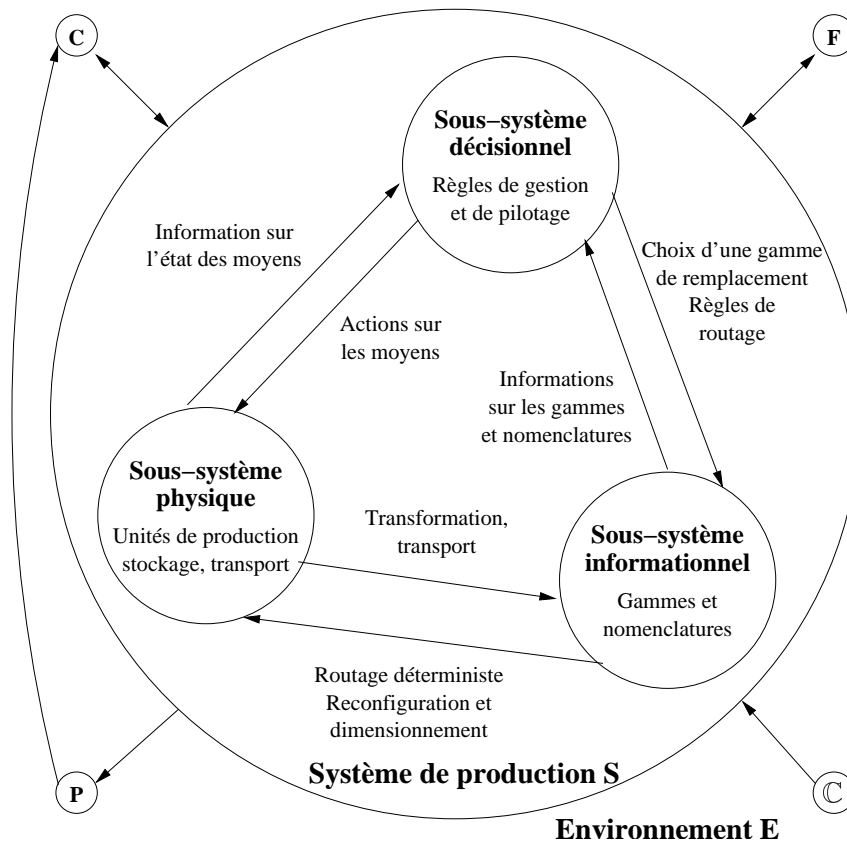 C
F
Sous−système
décisionnel
Règles de gestion
et de pilotage
Information sur
l'état des moyens
Choix d'une gamme
de remplacement
Règles de
routage
Actions sur
les moyens
Informations
sur les gammes
et nomenclatures
Sous−système
physique
Unités de production
stockage, transport
Transformation,
transport
Sous−système
informationnel
Gammes et
nomenclatures
Routage déterministe
Reconfiguration et
dimensionnement
Système de production S
P
ℂ
Environnement E